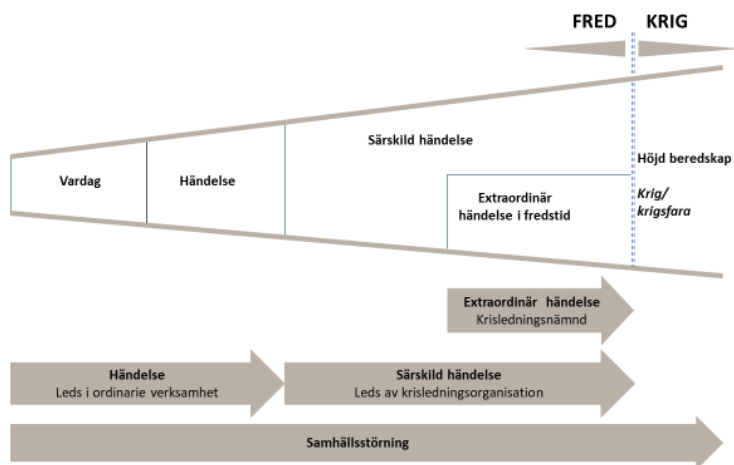 FRED KRIG
Särskild händelse
Höjd beredskap
Vardag
Händelse
Krig/
krigsfara
Extraordinär
händelse i fredstid
Extraordinär händelse
Krisledningsnämnd
Händelse
Leds i ordinarie verksamhet
Särskild händelse
Leds av krisledningsorganisation
Samhällsstörning